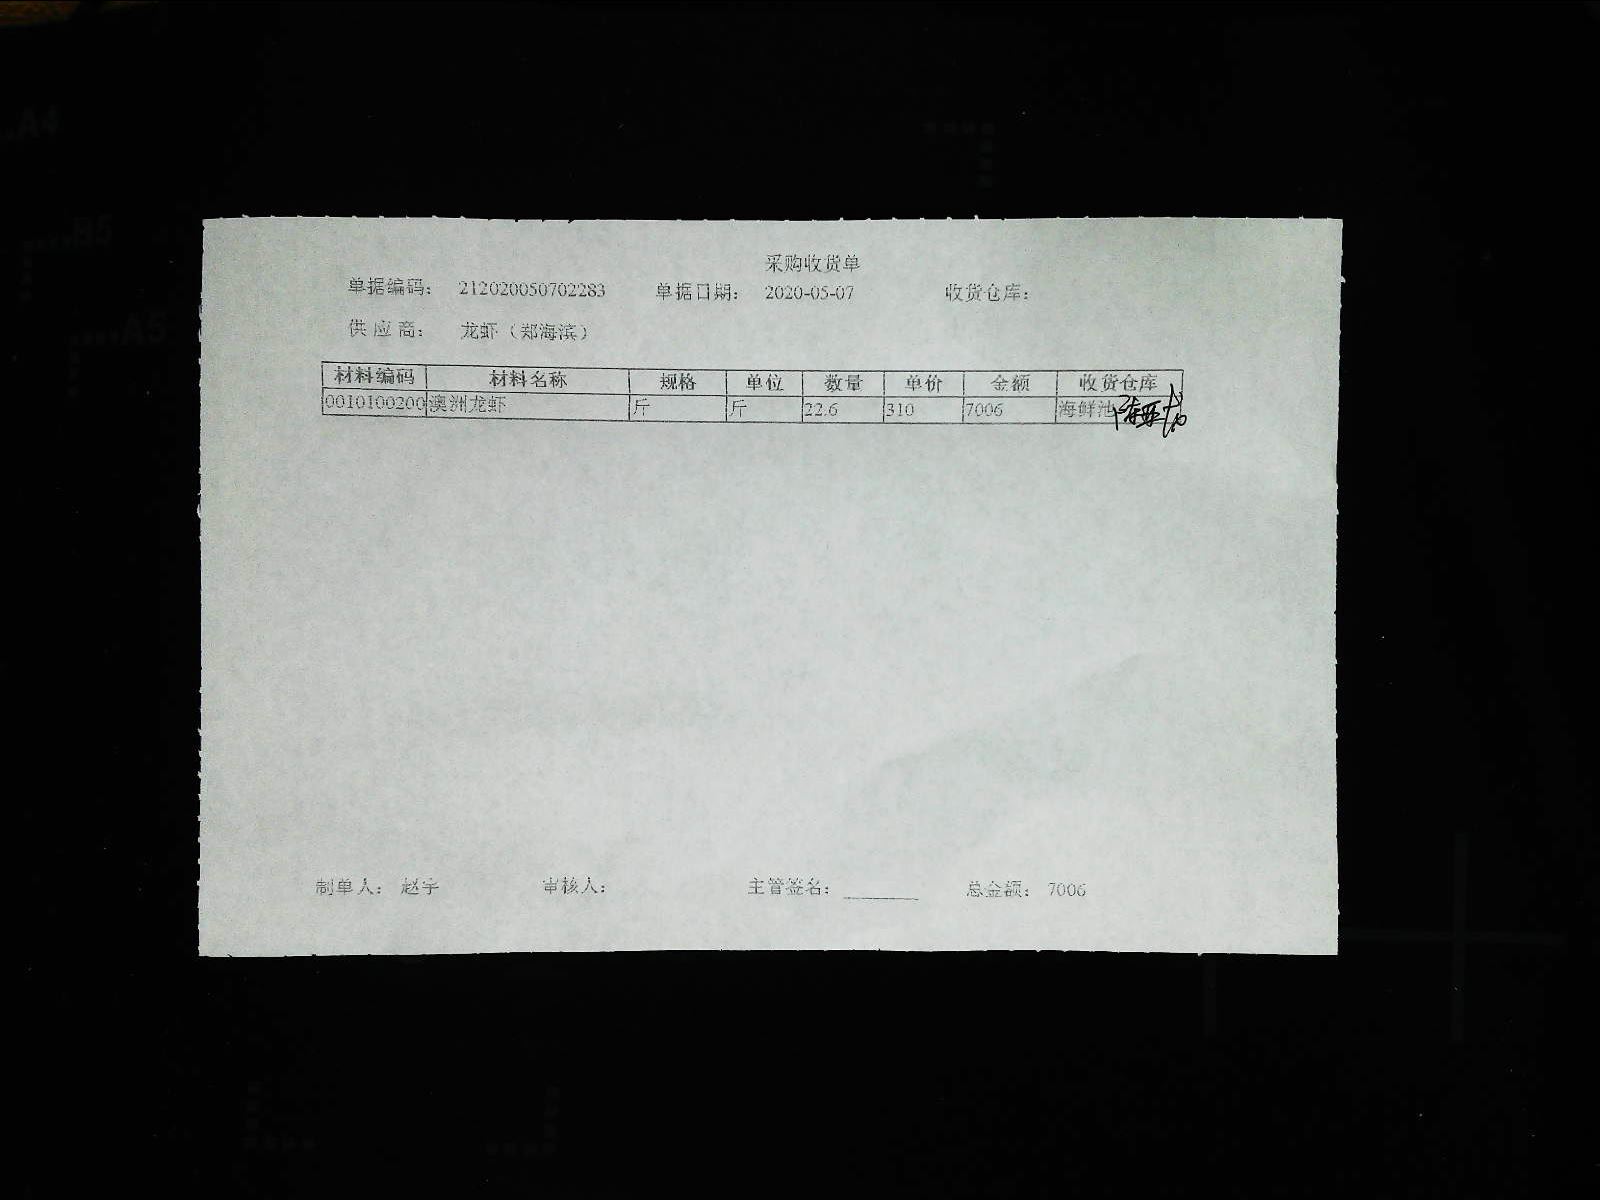 采购收货单
单据编码： 212020050702283 单据日期： 2020-05-07 收货仓库：
供应商： 龙虾（郑海滨）
材料编码 材料名称 规格 单位 数量 单价 金额 收货仓库
0010100200 澳洲龙虾 斤 斤 22.6 310 7006 海鲜池
制单人： 赵宇 审核人： 主管签名： 总金额： 7006
A4
B5
A5